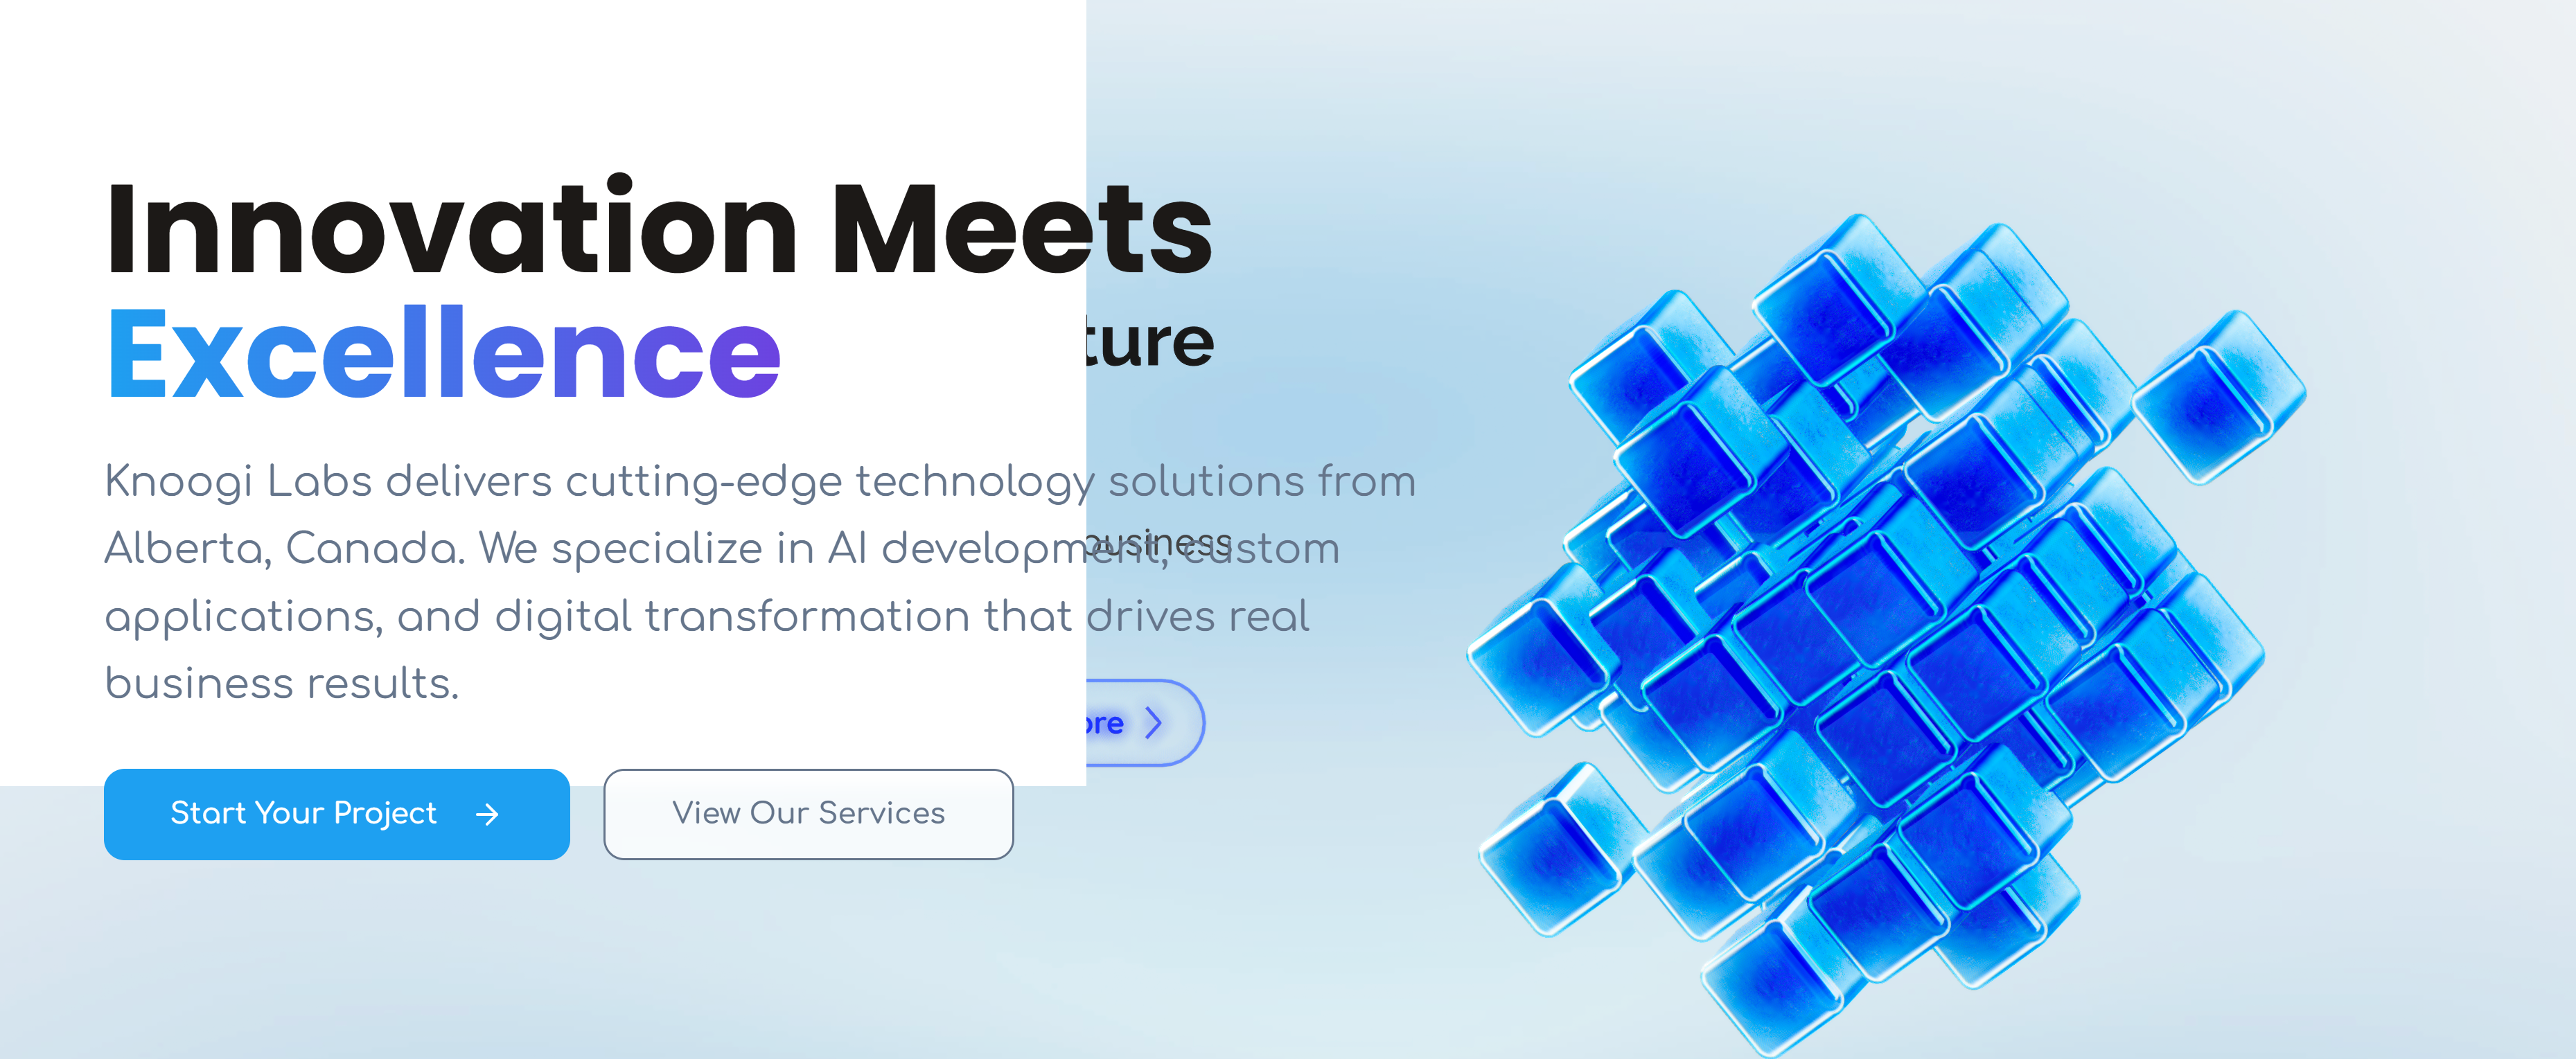 Innovation Meets
Excellence
ture
Knoogi Labs delivers cutting-edge technology solutions from
business
Alberta, Canada. We specialize in AI development, custom
applications, and digital transformation that drives real
business results.
ore
Start Your Project
View Our Services